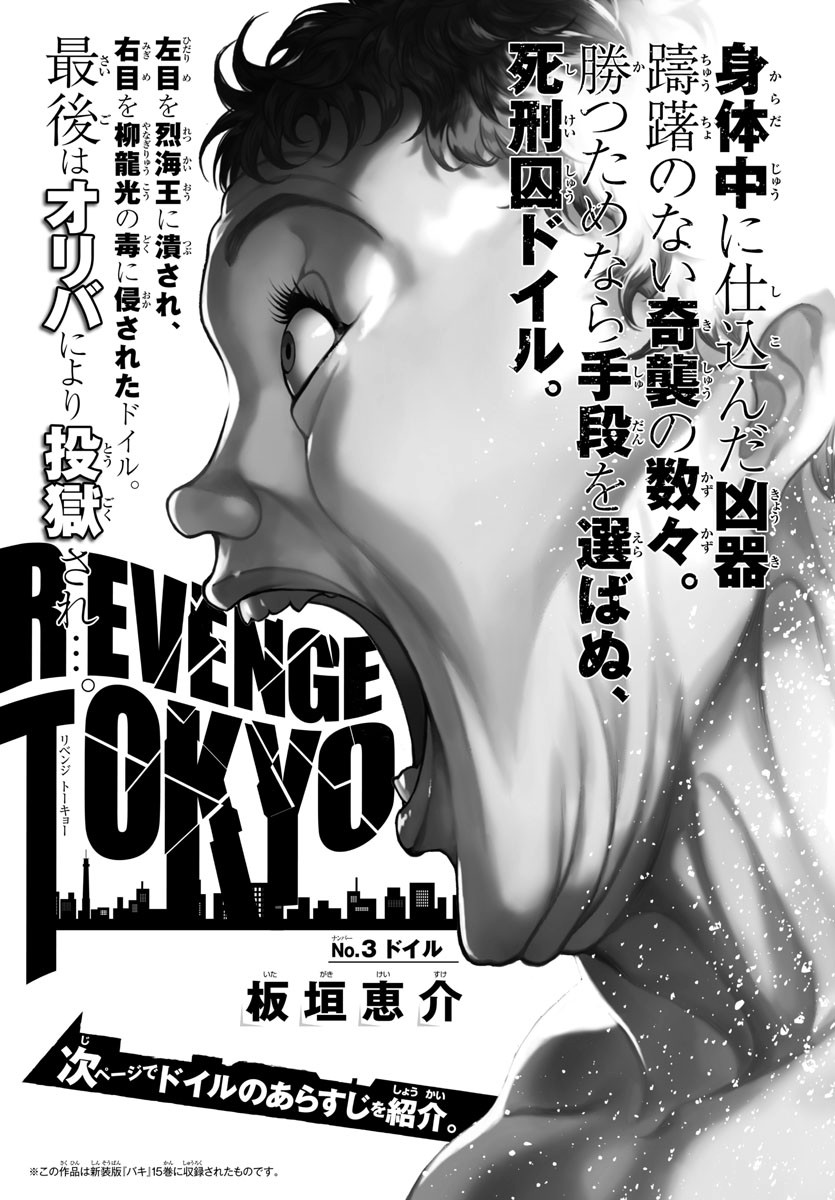 身体中に仕込んだ凶器
躊躇のない奇襲の数々。
勝つためなら手段を選ばぬ、
死刑囚ドイル。
左目を烈海王に潰され、
右目を柳龍光の毒に侵されたドイル。
最後はオリバにより投獄され…。
REVENGE
TOKYO
リベンジ トーキョー
No.3 ドイル
板垣恵介
次ページでドイルのあらすじを紹介。
※この作品は新装版『バキ』15巻に収録されたものです。